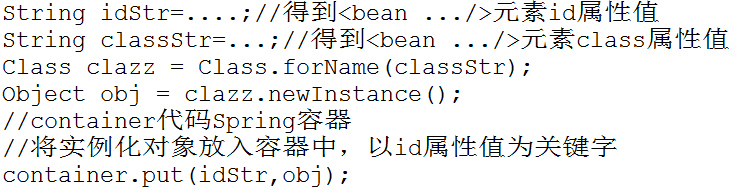 String idStr=....;//得到<bean .../>元素id属性值
String classStr=...;//得到<bean .../>元素class属性值
Class clazz = Class.forName(classStr);
Object obj = clazz.newInstance();
//container代码Spring容器
//将实例化对象放入容器中，以id属性值为关键字
container.put(idStr,obj);